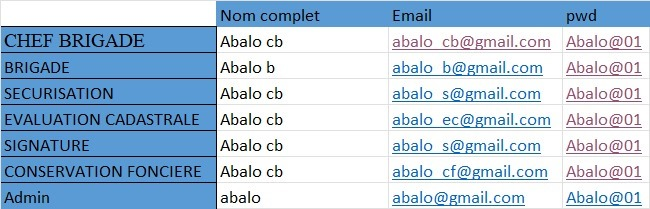 Nom complet Email pwd
CHEF BRIGADE Abalo cb abalo_cb@gmail.com Abalo@01
BRIGADE Abalo b abalo_b@gmail.com Abalo@01
SECURISATION Abalo cb abalo_s@gmail.com Abalo@01
EVALUATION CADASTRALE Abalo cb abalo_ec@gmail.com Abalo@01
SIGNATURE Abalo cb abalo_s@gmail.com Abalo@01
CONSERVATION FONCIERE Abalo cb abalo_cf@gmail.com Abalo@01
Admin abalo abalo@gmail.com Abalo@01